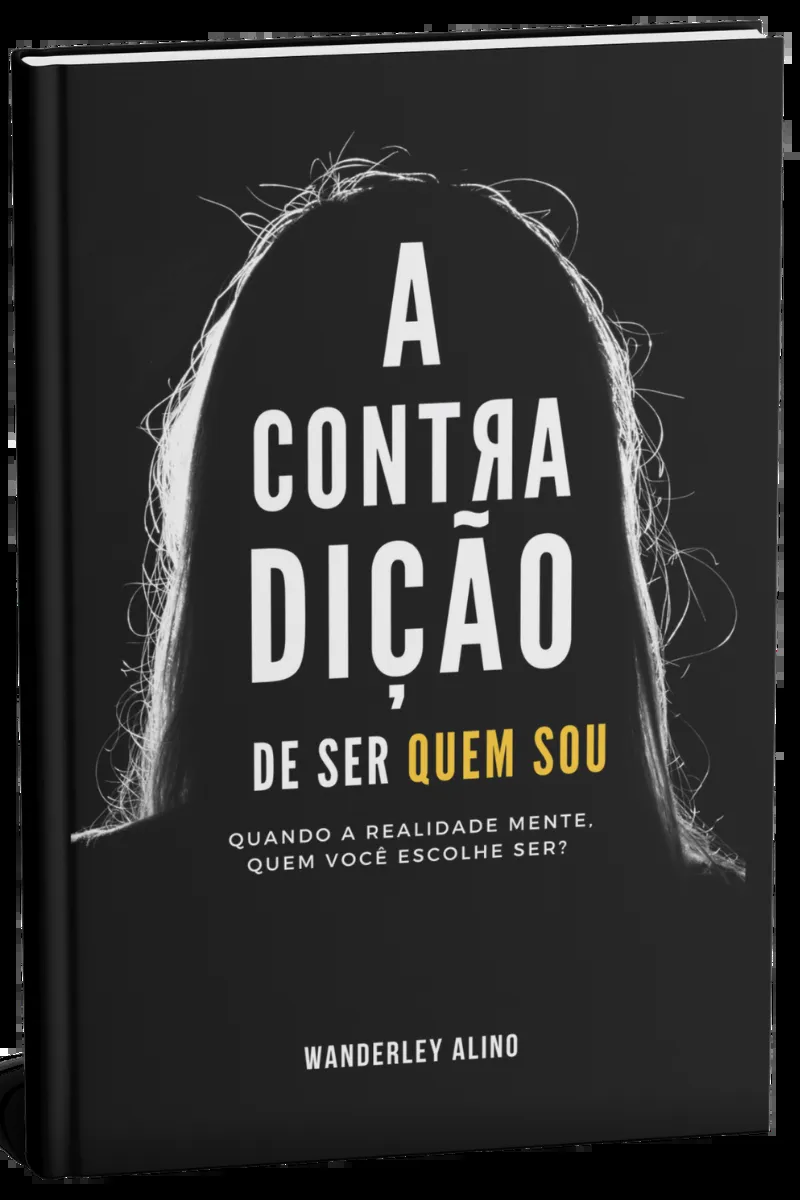 A
CONTRA
DIÇÃO
DE SER QUEM SOU
QUANDO A REALIDADE MENTE,
QUEM VOCÊ ESCOLHE SER?
WANDERLEY ALINO